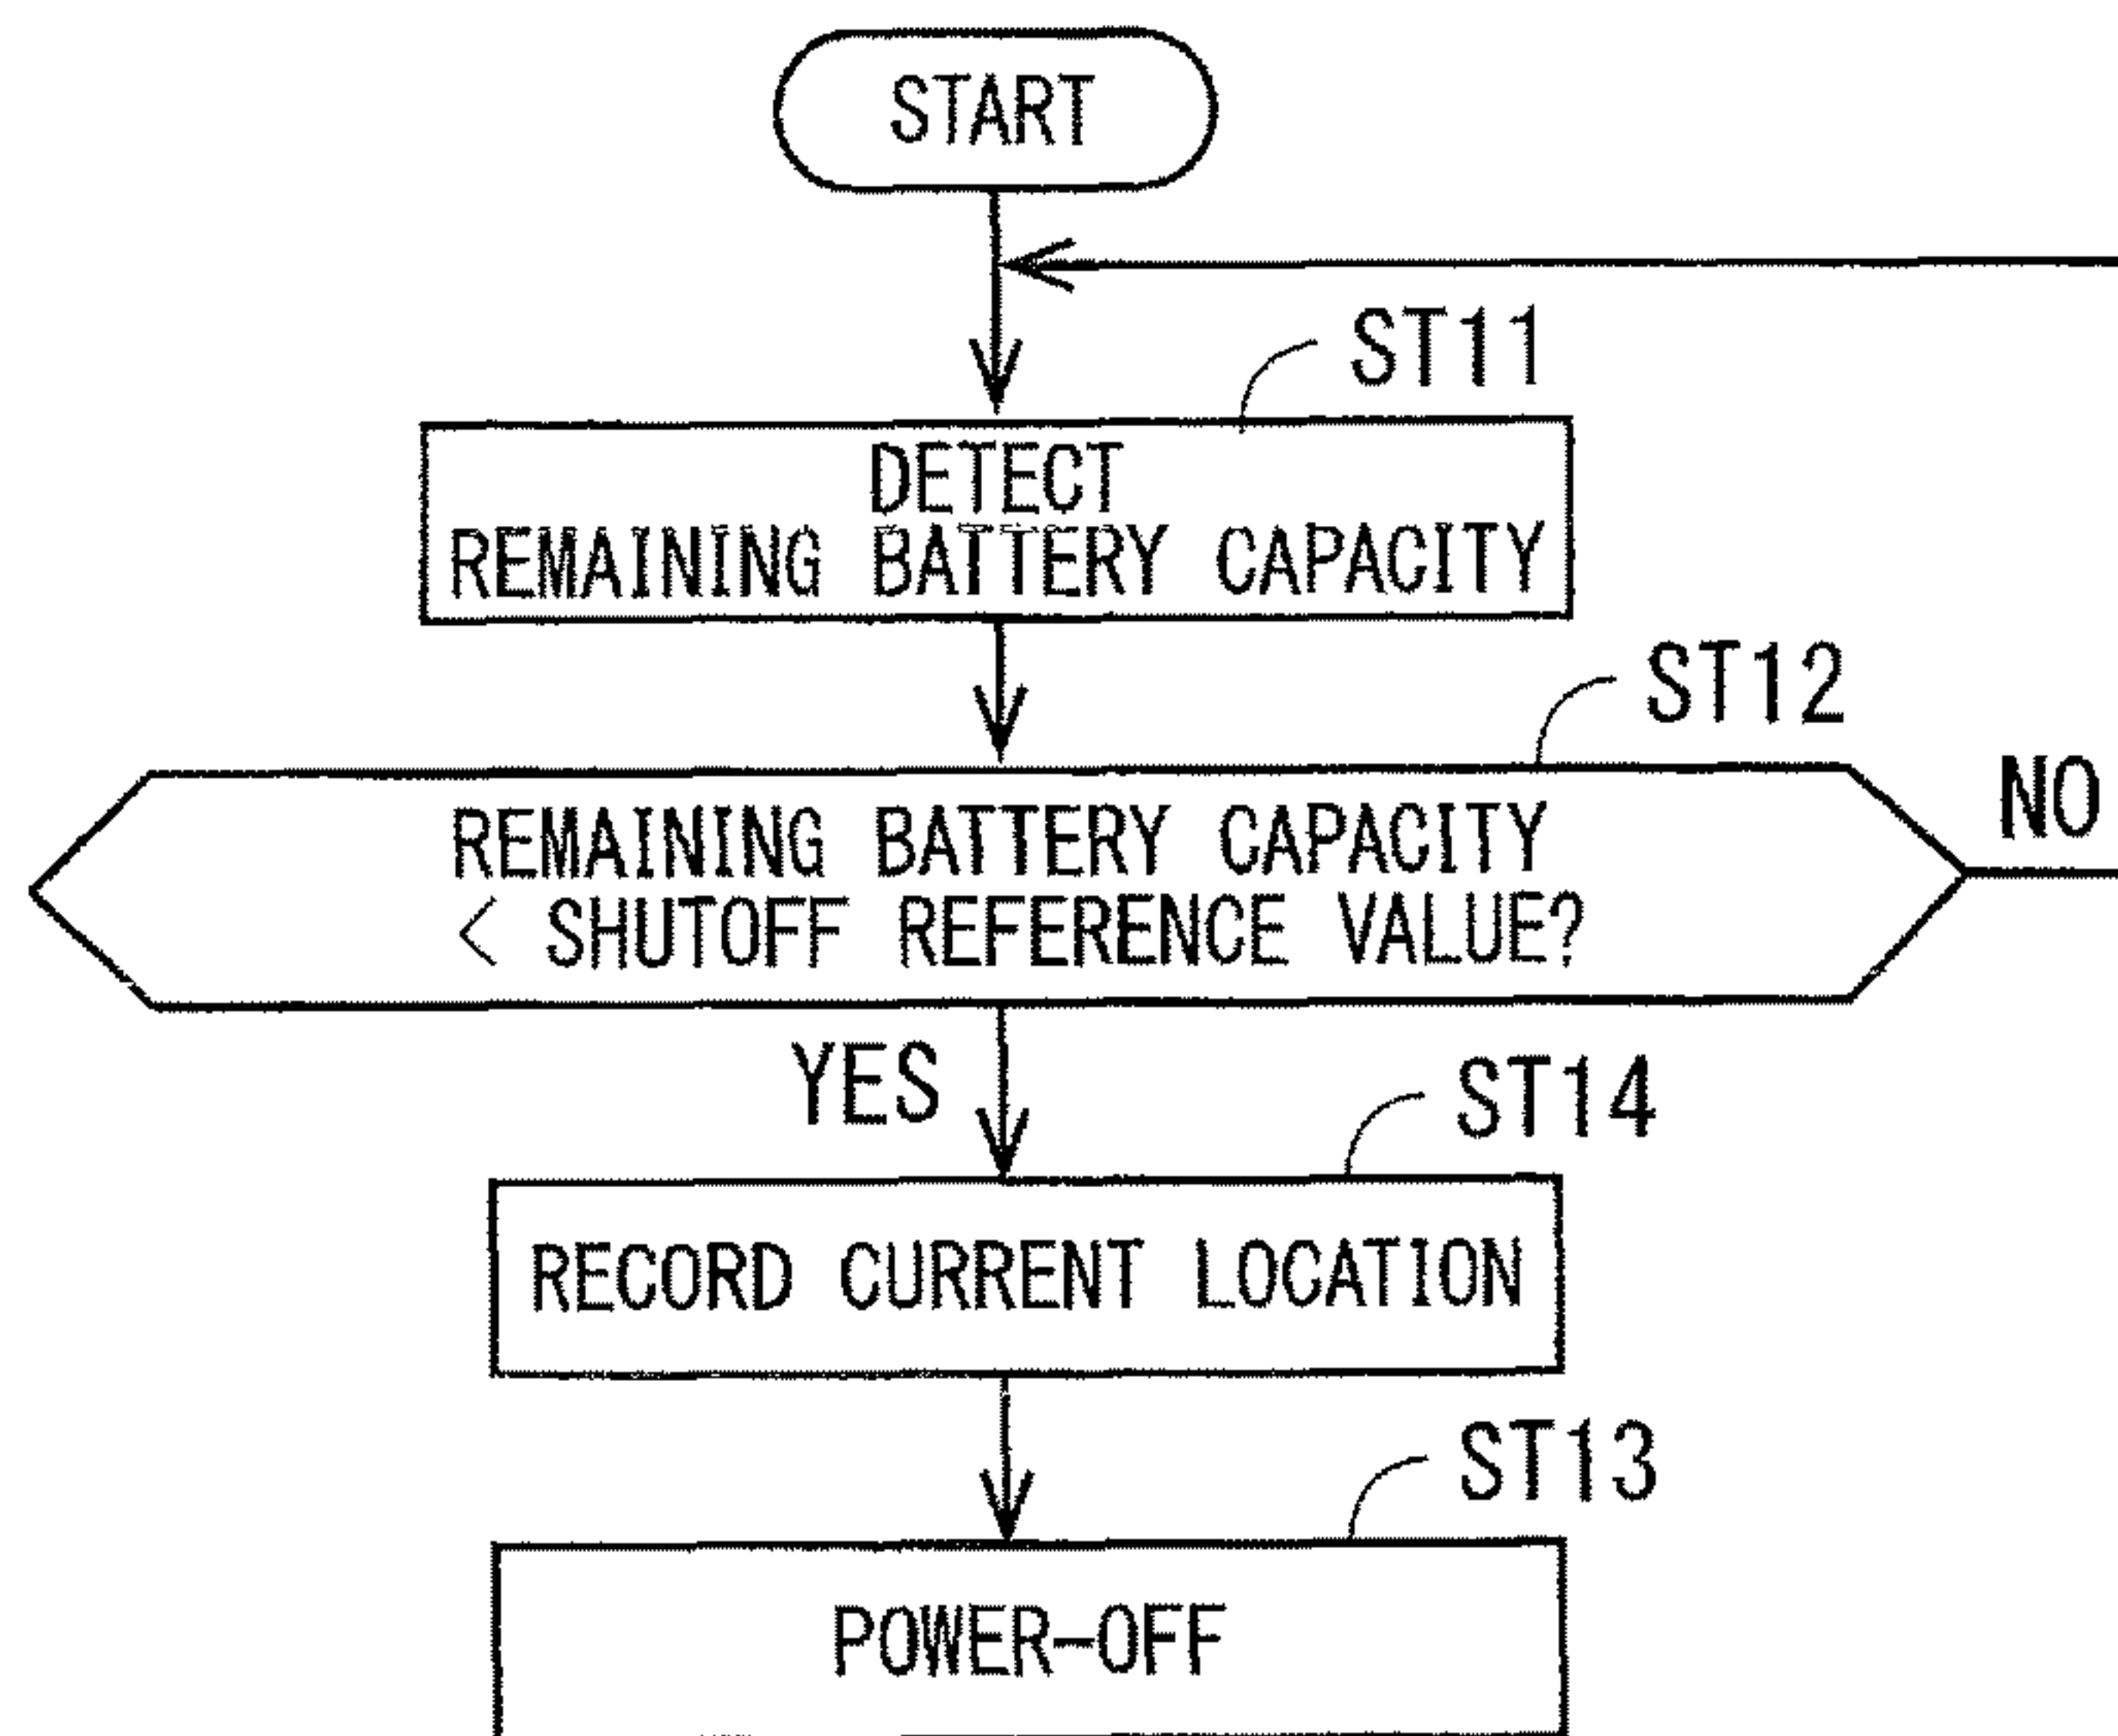 START
ST11
DETECT
REMAINING BATTERY CAPACITY
ST12
REMAINING BATTERY CAPACITY
< SHUTOFF REFERENCE VALUE?
NO
YES
ST14
RECORD CURRENT LOCATION
ST13
POWER-OFF